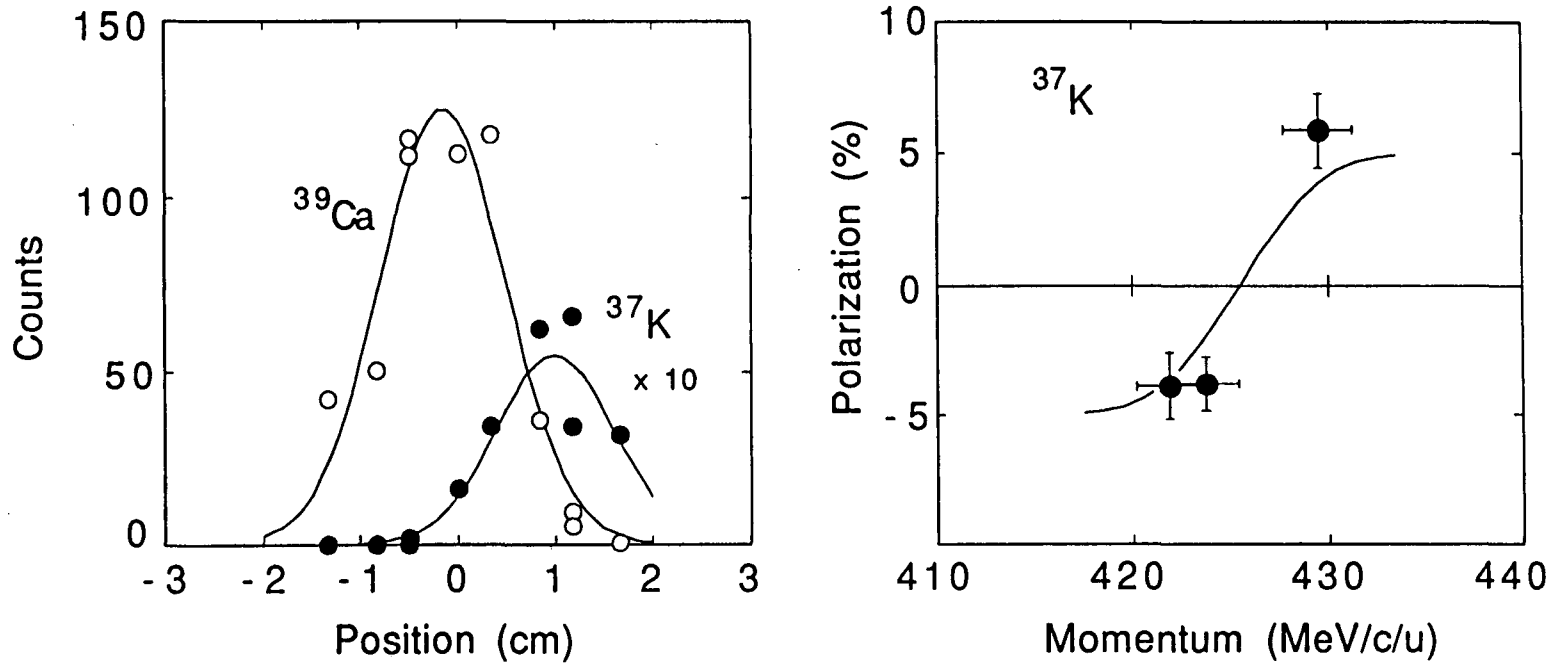 150
100
50
0
Counts
³⁹Ca
³⁷K
x 10
-3 -2 -1 0 1 2 3
Position (cm)
10
5
0
-5
Polarization (%)
³⁷K
410 420 430 440
Momentum (MeV/c/u)